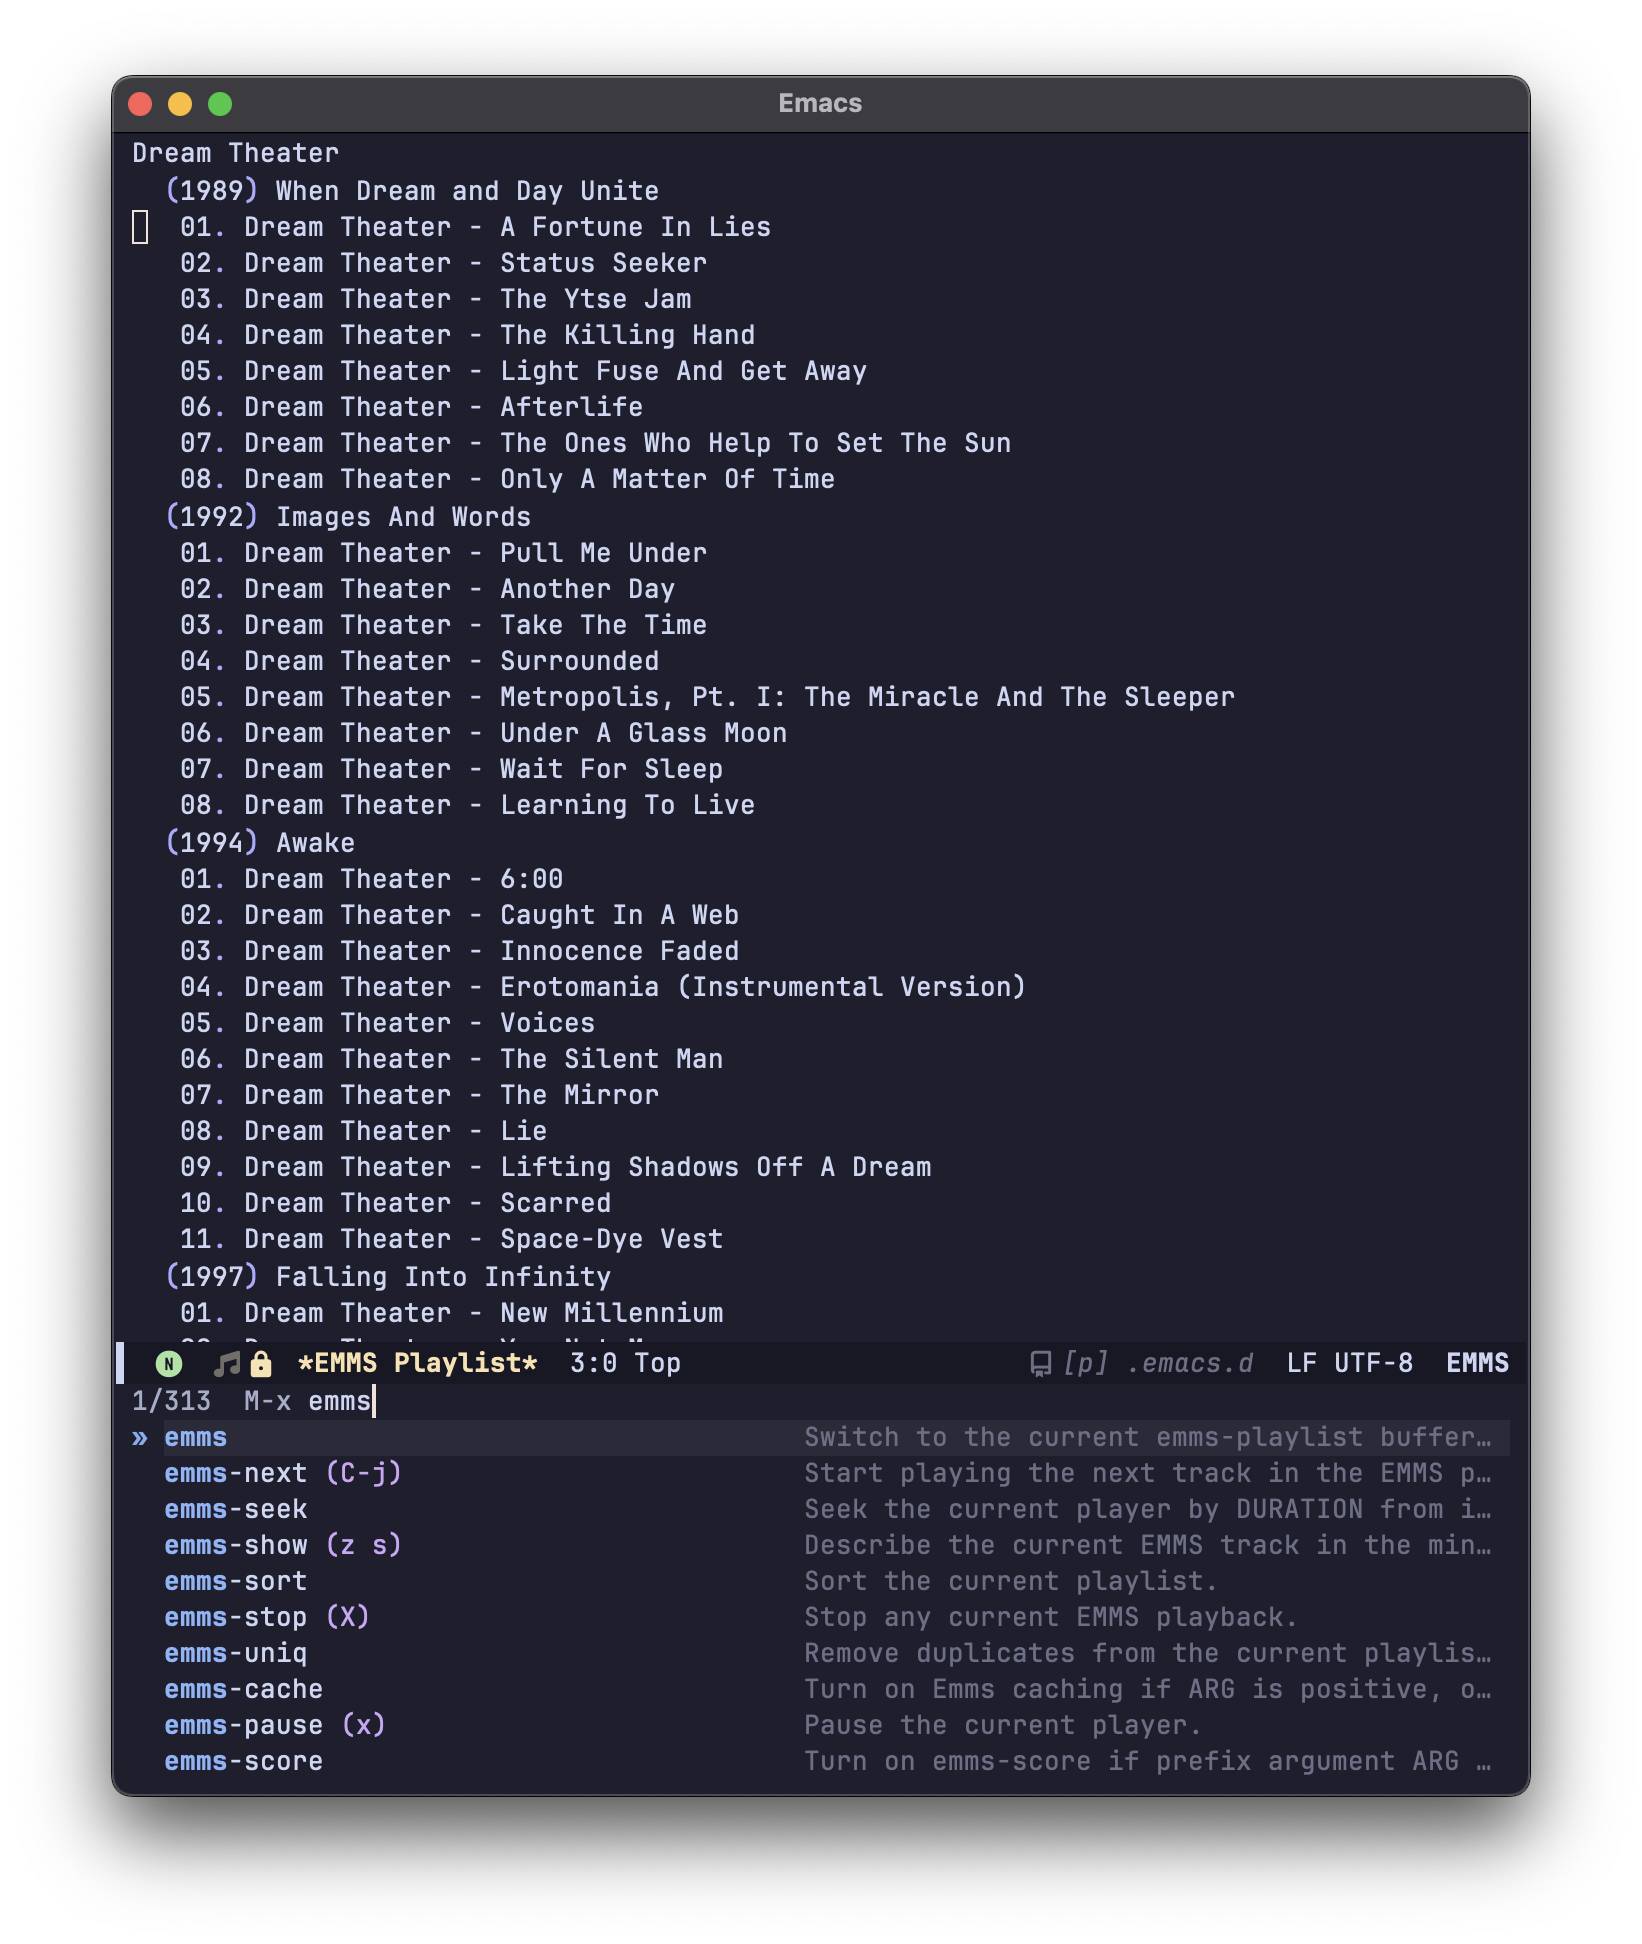 Emacs
Dream Theater
(1989) When Dream and Day Unite
01. Dream Theater - A Fortune In Lies
02. Dream Theater - Status Seeker
03. Dream Theater - The Ytse Jam
04. Dream Theater - The Killing Hand
05. Dream Theater - Light Fuse And Get Away
06. Dream Theater - Afterlife
07. Dream Theater - The Ones Who Help To Set The Sun
08. Dream Theater - Only A Matter Of Time
(1992) Images And Words
01. Dream Theater - Pull Me Under
02. Dream Theater - Another Day
03. Dream Theater - Take The Time
04. Dream Theater - Surrounded
05. Dream Theater - Metropolis, Pt. I: The Miracle And The Sleeper
06. Dream Theater - Under A Glass Moon
07. Dream Theater - Wait For Sleep
08. Dream Theater - Learning To Live
(1994) Awake
01. Dream Theater - 6:00
02. Dream Theater - Caught In A Web
03. Dream Theater - Innocence Faded
04. Dream Theater - Erotomania (Instrumental Version)
05. Dream Theater - Voices
06. Dream Theater - The Silent Man
07. Dream Theater - The Mirror
08. Dream Theater - Lie
09. Dream Theater - Lifting Shadows Off A Dream
10. Dream Theater - Scarred
11. Dream Theater - Space-Dye Vest
(1997) Falling Into Infinity
01. Dream Theater - New Millennium
N *EMMS Playlist* 3:0 Top [p] .emacs.d LF UTF-8 EMMS
1/313 M-x emms
» emms Switch to the current emms-playlist buffer…
emms-next (C-j) Start playing the next track in the EMMS p…
emms-seek Seek the current player by DURATION from i…
emms-show (z s) Describe the current EMMS track in the min…
emms-sort Sort the current playlist.
emms-stop (X) Stop any current EMMS playback.
emms-uniq Remove duplicates from the current playlis…
emms-cache Turn on Emms caching if ARG is positive, o…
emms-pause (x) Pause the current player.
emms-score Turn on emms-score if prefix argument ARG …